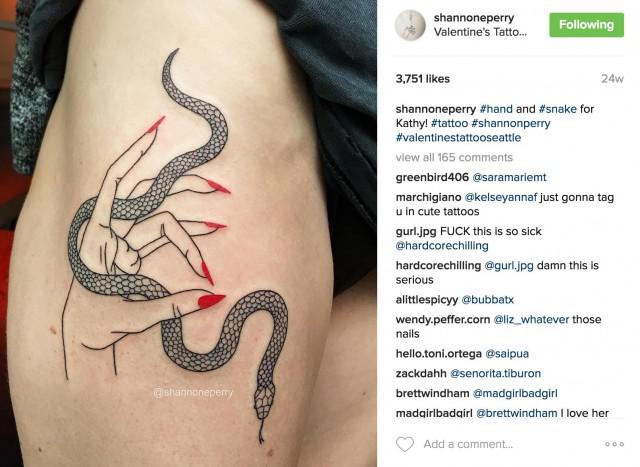 shannoneperry
Valentine's Tatto...
Following
3,751 likes
24w
shannoneperry #hand and #snake for
Kathy! #tattoo #shannonperry
#valentinestattooseattle
view all 165 comments
greenbird406 @saramariemt
marchigiano @kelseyannaf just gonna tag
u in cute tattoos
gurl.jpg FUCK this is so sick
@hardcorechilling
hardcorechilling @gurl.jpg damn this is
serious
alittlespicyy @bubbatx
wendy.peffer.corn @liz_whatever those
nails
hello.toni.ortega @saipua
zackdahh @senorita.tiburon
brettwindham @madgirlbadgirl
madgirlbadgirl @brettwindham I love her
Add a comment...
@shannoneperry